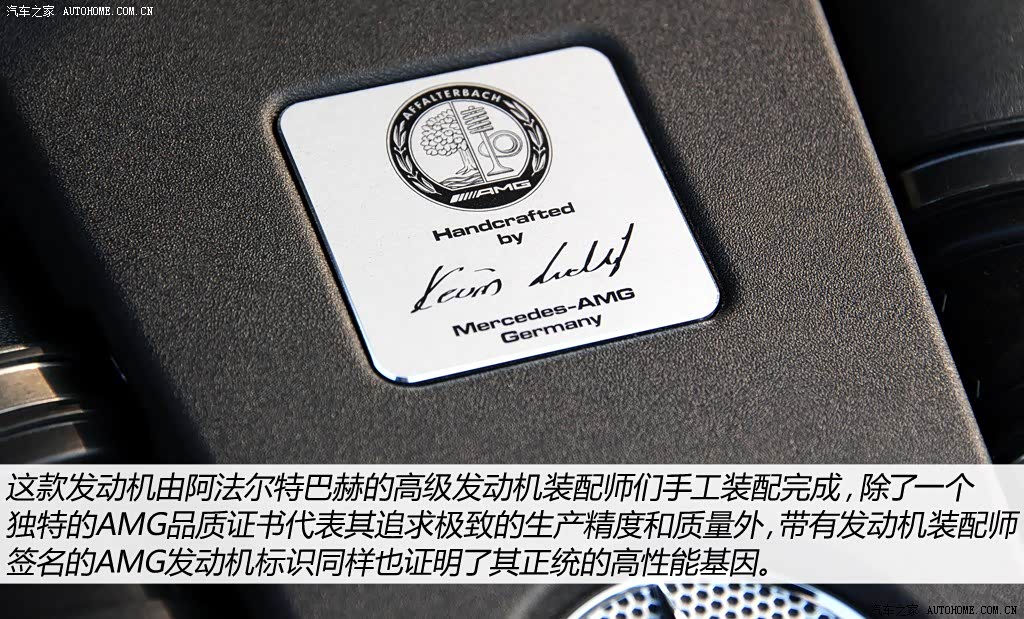 汽车之家 AUTOHOME.COM.CN
AFFALTERBACH
AMG
Handcrafted
by
Mercedes-AMG
Germany
这款发动机由阿法尔特巴赫的高级发动机装配师们手工装配完成，除了一个
独特的AMG品质证书代表其追求极致的生产精度和质量外，带有发动机装配师
签名的AMG发动机标识同样也证明了其正统的高性能基因。
汽车之家 AUTOHOME.COM.CN